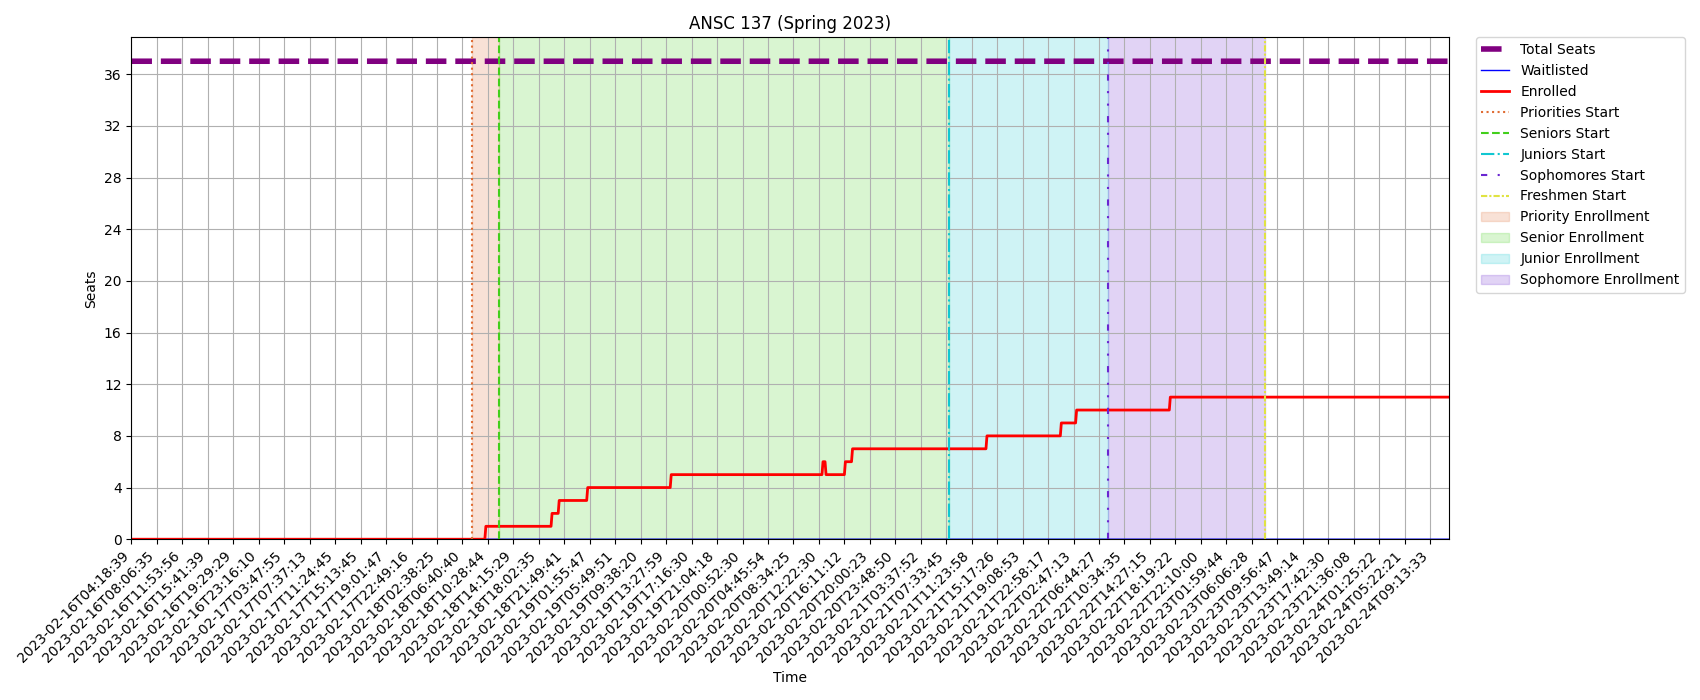 ANSC 137 (Spring 2023)
Seats
36
32
28
24
20
16
12
8
4
0
2023-02-16T04:18:39
2023-02-16T08:06:35
2023-02-16T11:53:56
2023-02-16T15:41:39
2023-02-16T19:29:29
2023-02-16T23:16:10
2023-02-17T03:47:55
2023-02-17T07:37:13
2023-02-17T11:24:45
2023-02-17T15:13:45
2023-02-17T19:01:47
2023-02-17T22:49:16
2023-02-18T02:38:25
2023-02-18T06:40:40
2023-02-18T10:28:44
2023-02-18T14:15:29
2023-02-18T18:02:35
2023-02-18T21:49:41
2023-02-19T01:55:47
2023-02-19T05:49:51
2023-02-19T09:38:20
2023-02-19T13:27:59
2023-02-19T17:16:30
2023-02-19T21:04:18
2023-02-20T00:52:30
2023-02-20T04:45:54
2023-02-20T08:34:25
2023-02-20T12:22:30
2023-02-20T16:11:12
2023-02-20T20:00:23
2023-02-20T23:48:50
2023-02-21T03:37:52
2023-02-21T07:33:45
2023-02-21T11:23:58
2023-02-21T15:17:26
2023-02-21T19:08:53
2023-02-21T22:58:17
2023-02-22T02:47:13
2023-02-22T06:44:27
2023-02-22T10:34:35
2023-02-22T14:27:15
2023-02-22T18:19:22
2023-02-22T22:10:00
2023-02-23T01:59:44
2023-02-23T06:06:28
2023-02-23T09:56:47
2023-02-23T13:49:14
2023-02-23T17:42:30
2023-02-23T21:36:08
2023-02-24T01:25:22
2023-02-24T05:22:21
2023-02-24T09:13:33
Time
Total Seats
Waitlisted
Enrolled
Priorities Start
Seniors Start
Juniors Start
Sophomores Start
Freshmen Start
Priority Enrollment
Senior Enrollment
Junior Enrollment
Sophomore Enrollment